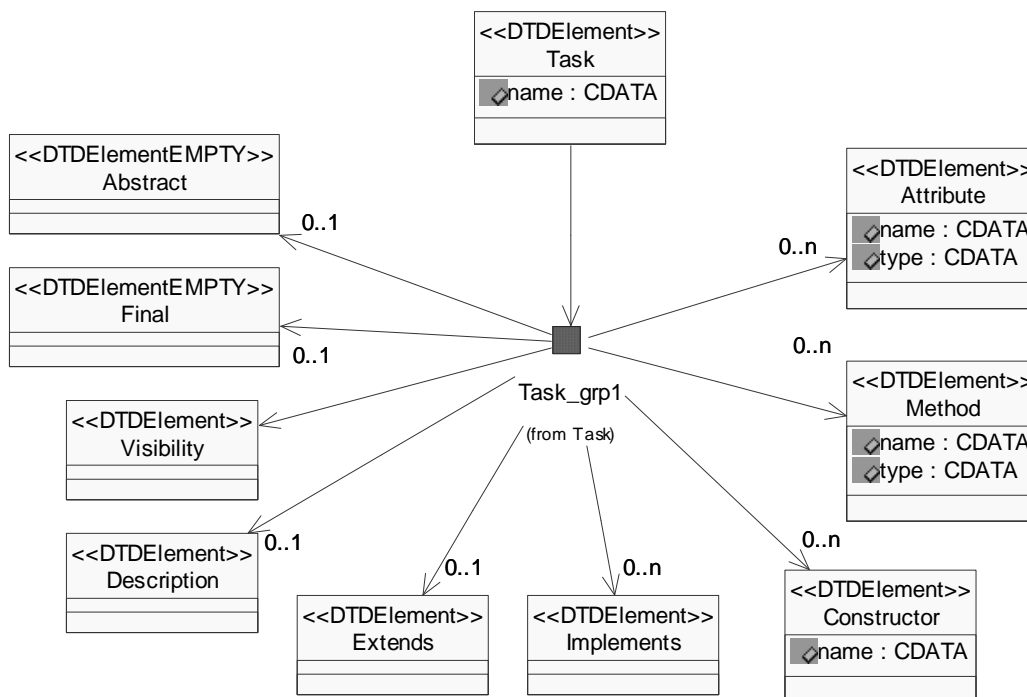 <<DTDElement>>
Task
name : CDATA
<<DTDElementEMPTY>>
Abstract
0..1
<<DTDElement>>
Attribute
name : CDATA
type : CDATA
0..n
<<DTDElementEMPTY>>
Final
0..1
Task_grp1
(from Task)
<<DTDElement>>
Visibility
0..n
<<DTDElement>>
Method
name : CDATA
type : CDATA
<<DTDElement>>
Description
0..1
0..1
<<DTDElement>>
Extends
0..n
<<DTDElement>>
Implements
0..n
<<DTDElement>>
Constructor
name : CDATA